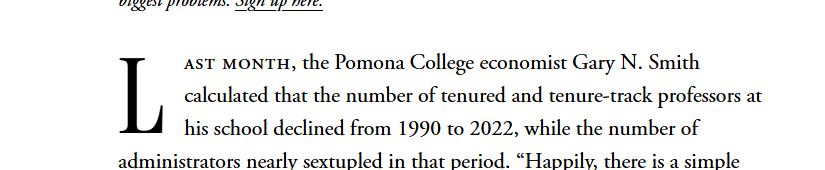 biggest problems. Sign up here.
LAST MONTH, the Pomona College economist Gary N. Smith
calculated that the number of tenured and tenure-track professors at
his school declined from 1990 to 2022, while the number of
administrators nearly sextupled in that period. “Happily, there is a simple